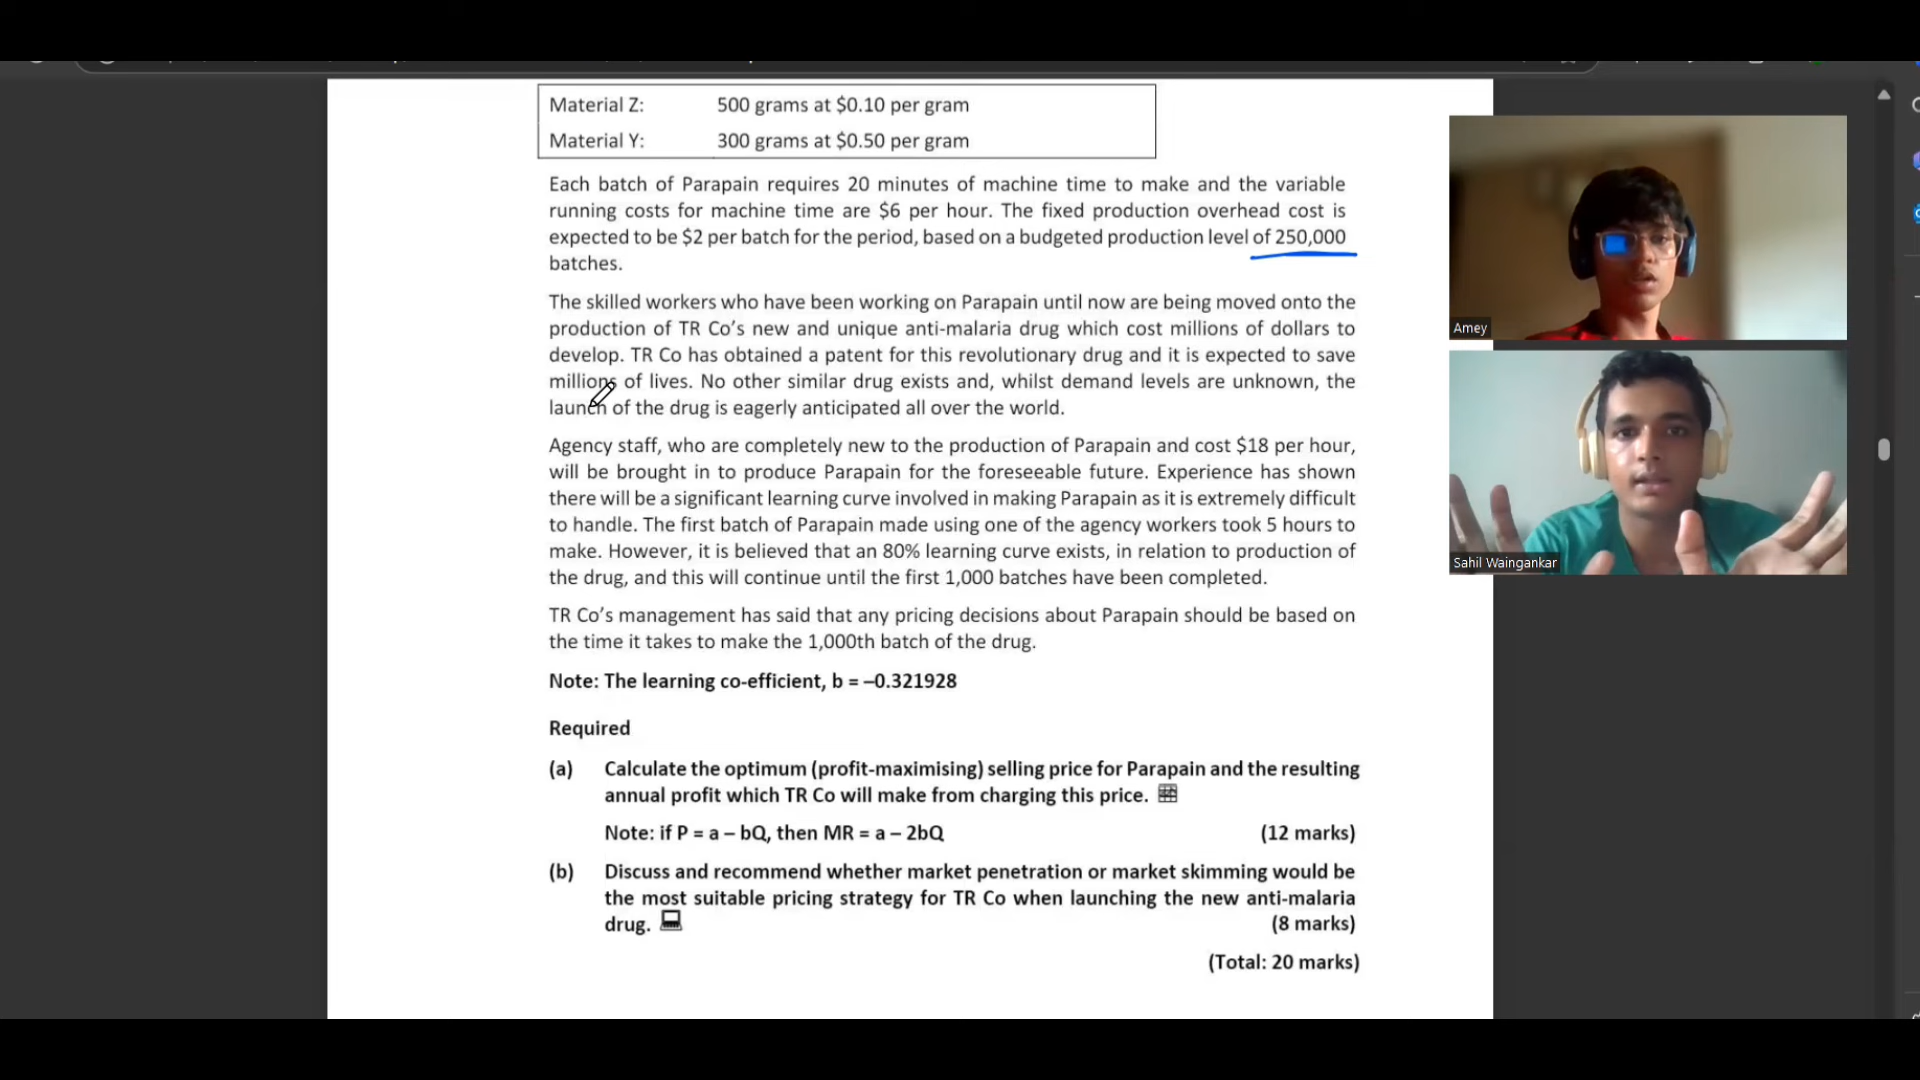 Material Z: 500 grams at $0.10 per gram
Material Y: 300 grams at $0.50 per gram
Each batch of Parapain requires 20 minutes of machine time to make and the variable
running costs for machine time are $6 per hour. The fixed production overhead cost is
expected to be $2 per batch for the period, based on a budgeted production level of 250,000
batches.
The skilled workers who have been working on Parapain until now are being moved onto the
production of TR Co’s new and unique anti-malaria drug which cost millions of dollars to
develop. TR Co has obtained a patent for this revolutionary drug and it is expected to save
millions of lives. No other similar drug exists and, whilst demand levels are unknown, the
launch of the drug is eagerly anticipated all over the world.
Agency staff, who are completely new to the production of Parapain and cost $18 per hour,
will be brought in to produce Parapain for the foreseeable future. Experience has shown
there will be a significant learning curve involved in making Parapain as it is extremely difficult
to handle. The first batch of Parapain made using one of the agency workers took 5 hours to
make. However, it is believed that an 80% learning curve exists, in relation to production of
the drug, and this will continue until the first 1,000 batches have been completed.
TR Co’s management has said that any pricing decisions about Parapain should be based on
the time it takes to make the 1,000th batch of the drug.
Note: The learning co-efficient, b = –0.321928
Required
(a) Calculate the optimum (profit-maximising) selling price for Parapain and the resulting
annual profit which TR Co will make from charging this price.
Note: if P = a – bQ, then MR = a – 2bQ (12 marks)
(b) Discuss and recommend whether market penetration or market skimming would be
the most suitable pricing strategy for TR Co when launching the new anti-malaria
drug. (8 marks)
(Total: 20 marks)
Amey
Sahil Waingankar